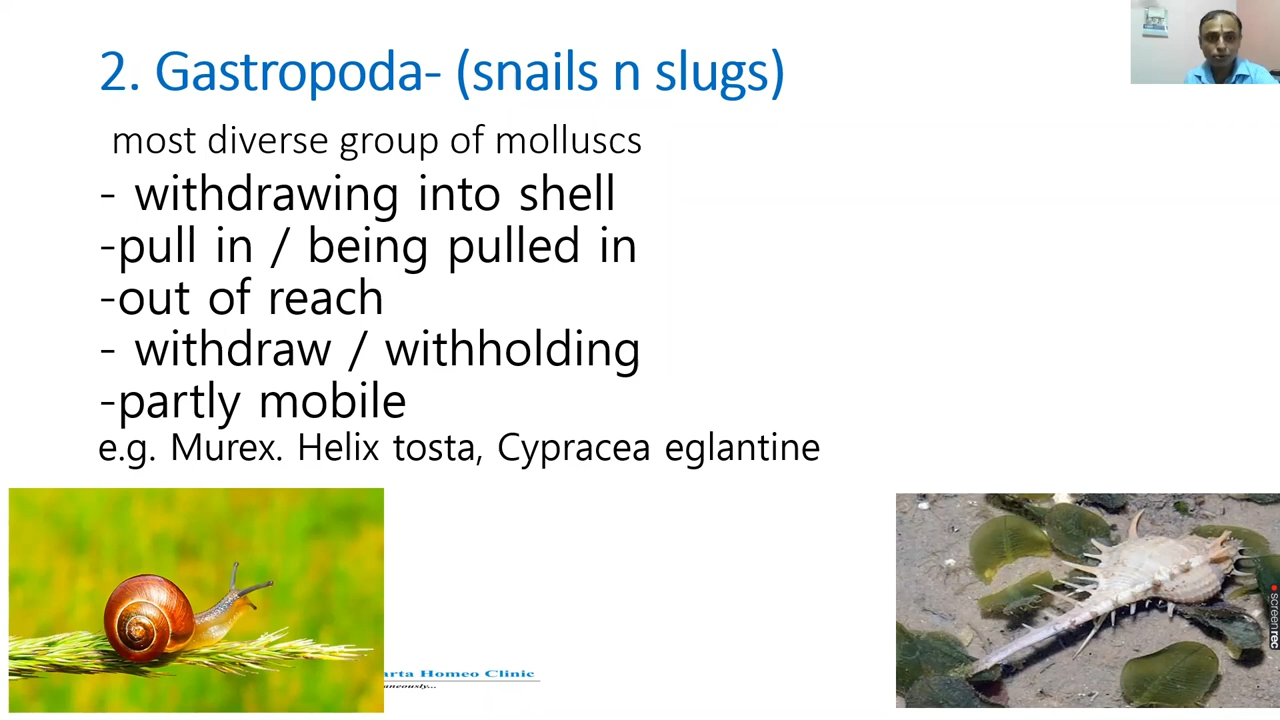 2. Gastropoda- (snails n slugs)
most diverse group of molluscs
- withdrawing into shell
-pull in / being pulled in
-out of reach
- withdraw / withholding
-partly mobile
e.g. Murex. Helix tosta, Cypracea eglantine
Homeo Clinic
screenrec